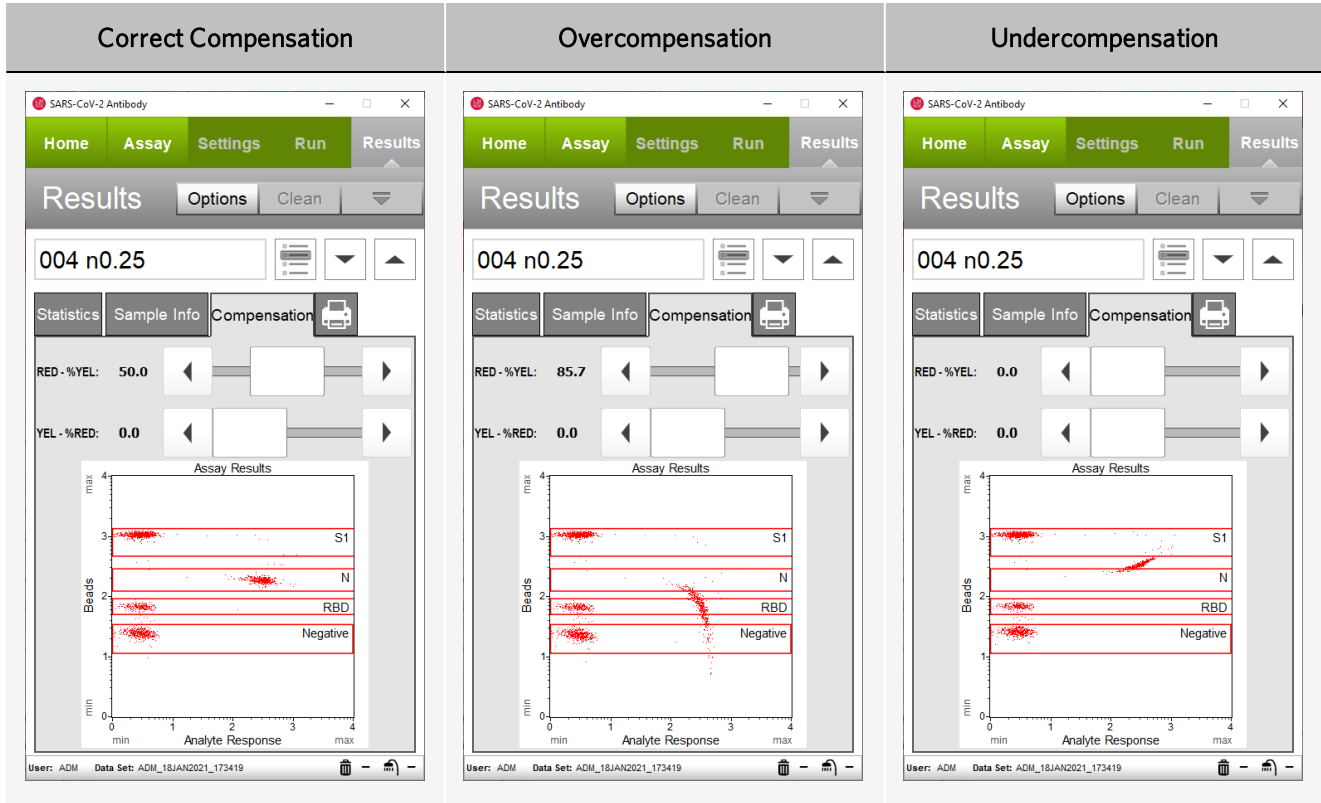 Correct Compensation
Overcompensation
Undercompensation
SARS-CoV-2 Antibody
Home Assay Settings Run Results
Results Options Clean
004 n0.25
Statistics Sample Info Compensation
RED - %YEL: 50.0
YEL - %RED: 0.0
Assay Results
max
4
3
2
1
0
Beads
min
S1
N
RBD
Negative
0 1 2 3 4
min Analyte Response max
User: ADM Data Set: ADM_18JAN2021_173419
SARS-CoV-2 Antibody
Home Assay Settings Run Results
Results Options Clean
004 n0.25
Statistics Sample Info Compensation
RED - %YEL: 85.7
YEL - %RED: 0.0
Assay Results
max
4
3
2
1
0
Beads
min
S1
N
RBD
Negative
0 1 2 3 4
min Analyte Response max
User: ADM Data Set: ADM_18JAN2021_173419
SARS-CoV-2 Antibody
Home Assay Settings Run Results
Results Options Clean
004 n0.25
Statistics Sample Info Compensation
RED - %YEL: 0.0
YEL - %RED: 0.0
Assay Results
max
4
3
2
1
0
Beads
min
S1
N
RBD
Negative
0 1 2 3 4
min Analyte Response max
User: ADM Data Set: ADM_18JAN2021_173419